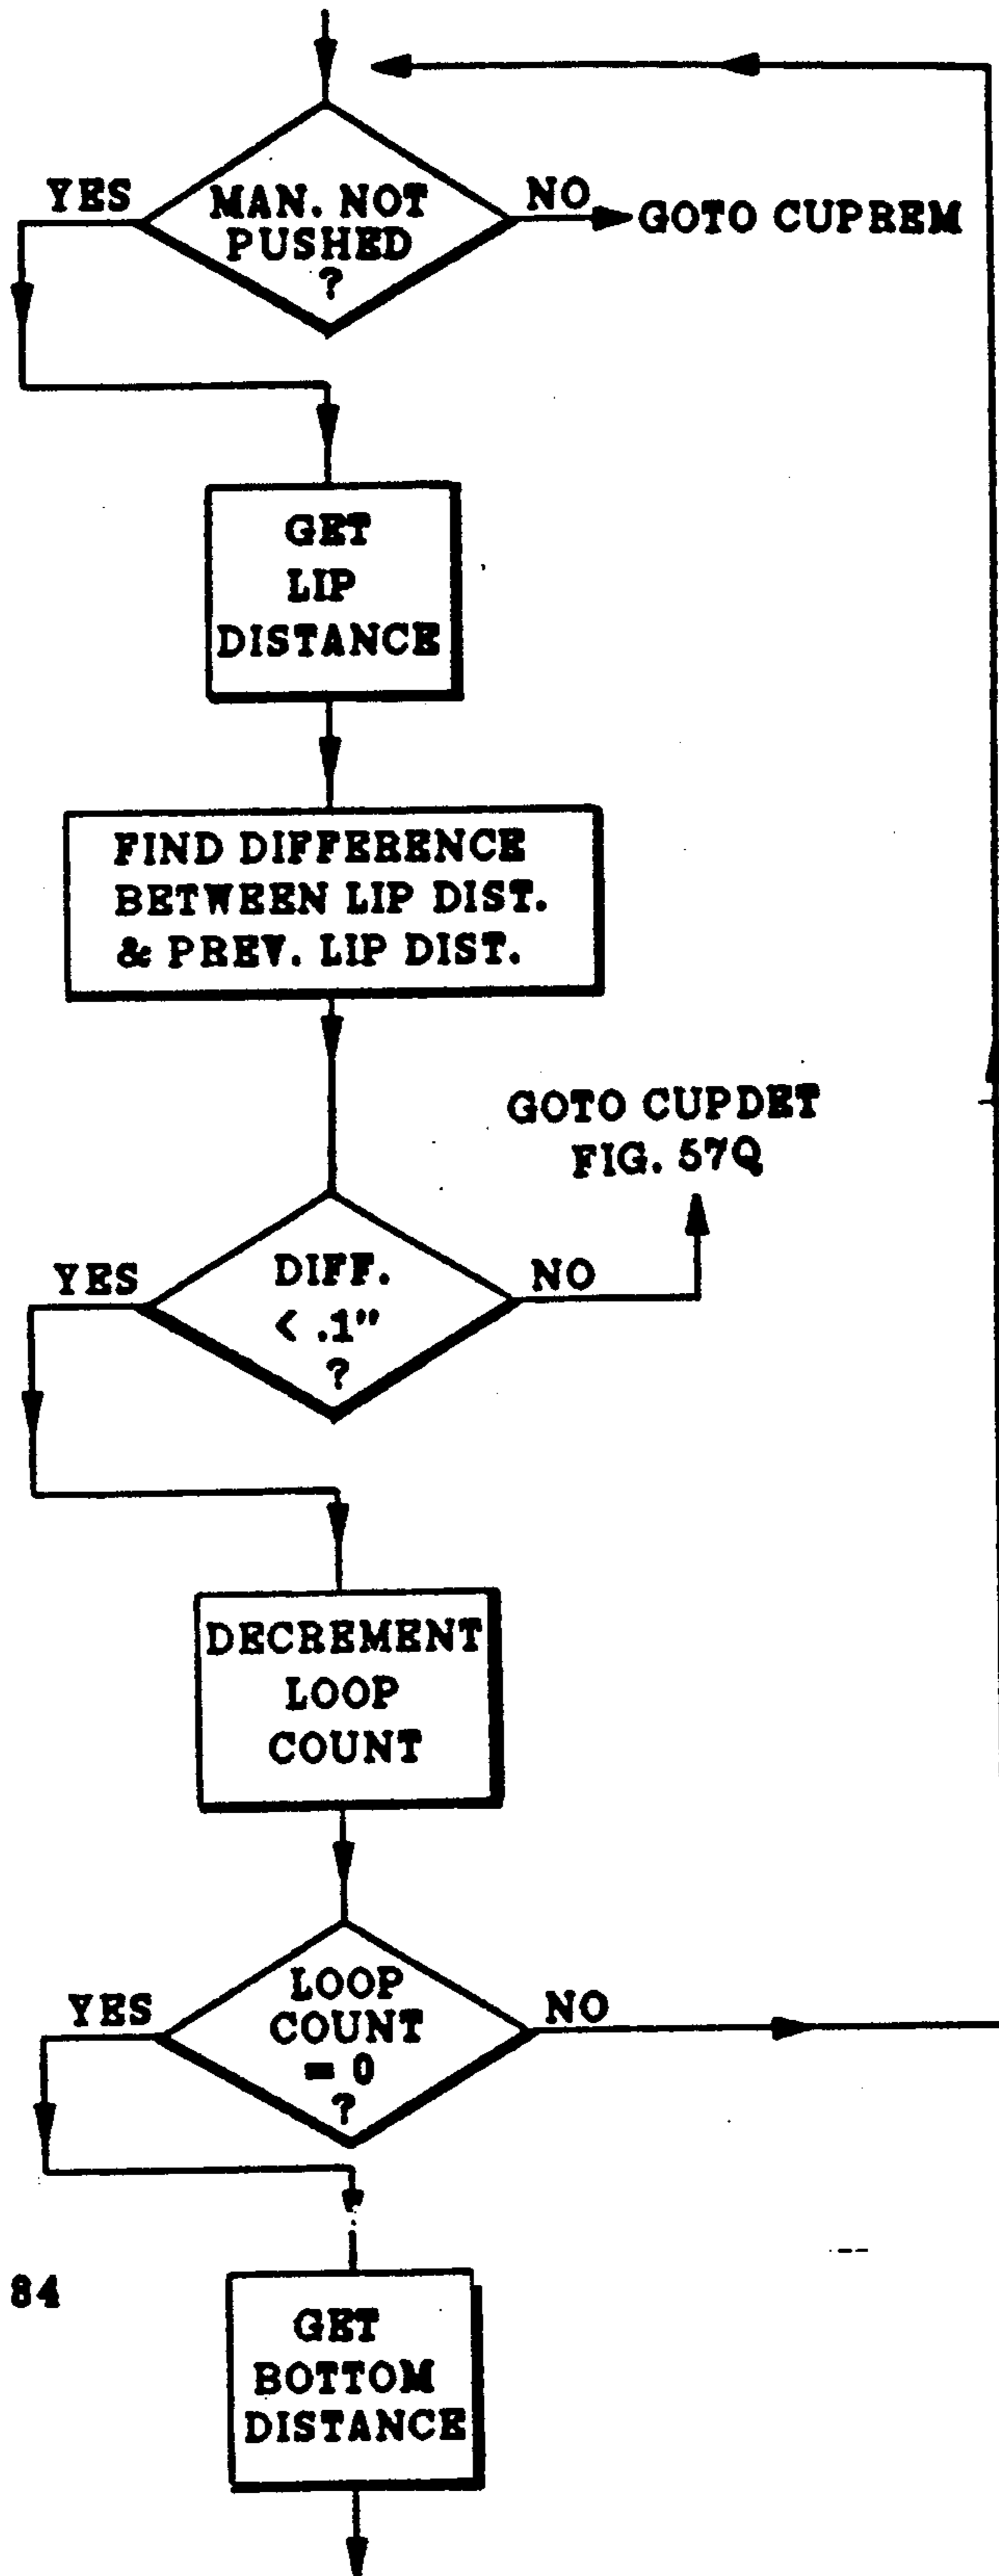 YES
MAN. NOT
PUSHED
?
NO
GOTO CUPREM
GET
LIP
DISTANCE
FIND DIFFERENCE
BETWEEN LIP DIST.
& PREV. LIP DIST.
GOTO CUPDET
FIG. 57Q
YES
DIFF.
< .1"
?
NO
DECREMENT
LOOP
COUNT
YES
LOOP
COUNT
= 0
?
NO
84
GET
BOTTOM
DISTANCE